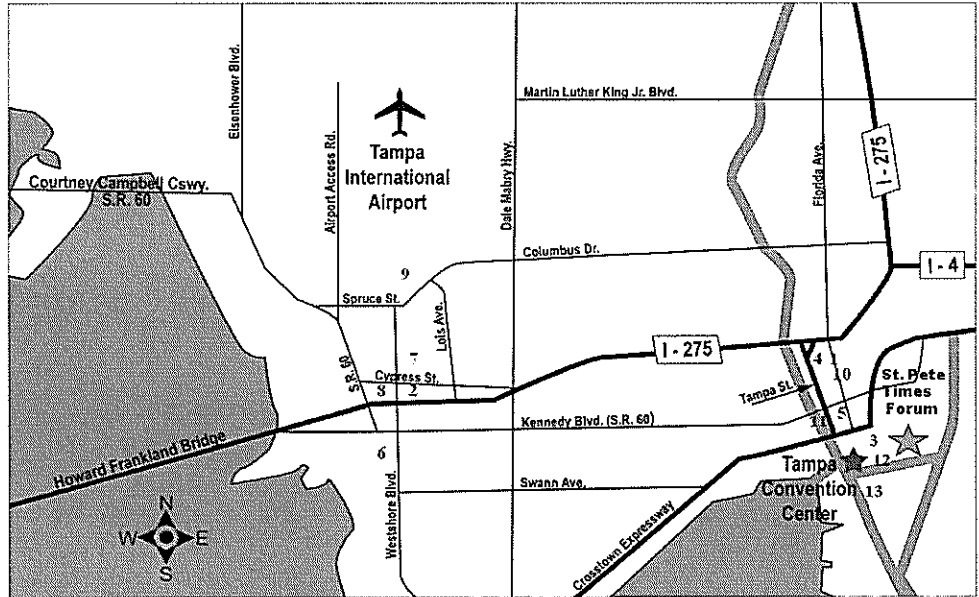 Eisenhower Blvd.
Airport Access Rd.
Tampa
International
Airport
Dale Mabry Hwy.
Martin Luther King Jr. Blvd.
Florida Ave.
I - 275
Courtney Campbell Cswy.
S.R. 60
Columbus Dr.
I - 4
9
Spruce St.
Lois Ave.
S.R. 60
Cypress St.
8
2
I - 275
4
10
Tampa St.
St. Pete
Times
Forum
Kennedy Blvd. (S.R. 60)
11
5
3
12
6
Howard Frankland Bridge
Westshore Blvd.
Swann Ave.
Crosstown Expressway
Tampa
Convention
Center
13
N
W
E
S